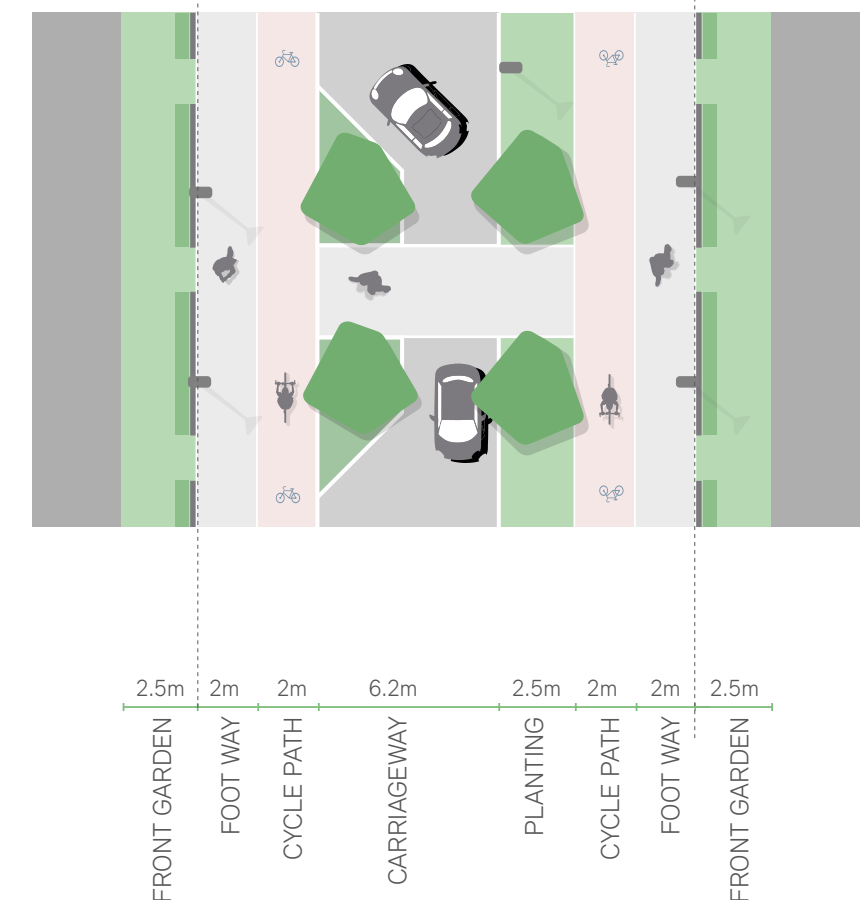 2.5m 2m 2m 6.2m 2.5m 2m 2m 2.5m
FRONT GARDEN
FOOT WAY
CYCLE PATH
CARRIAGEWAY
PLANTING
CYCLE PATH
FOOT WAY
FRONT GARDEN